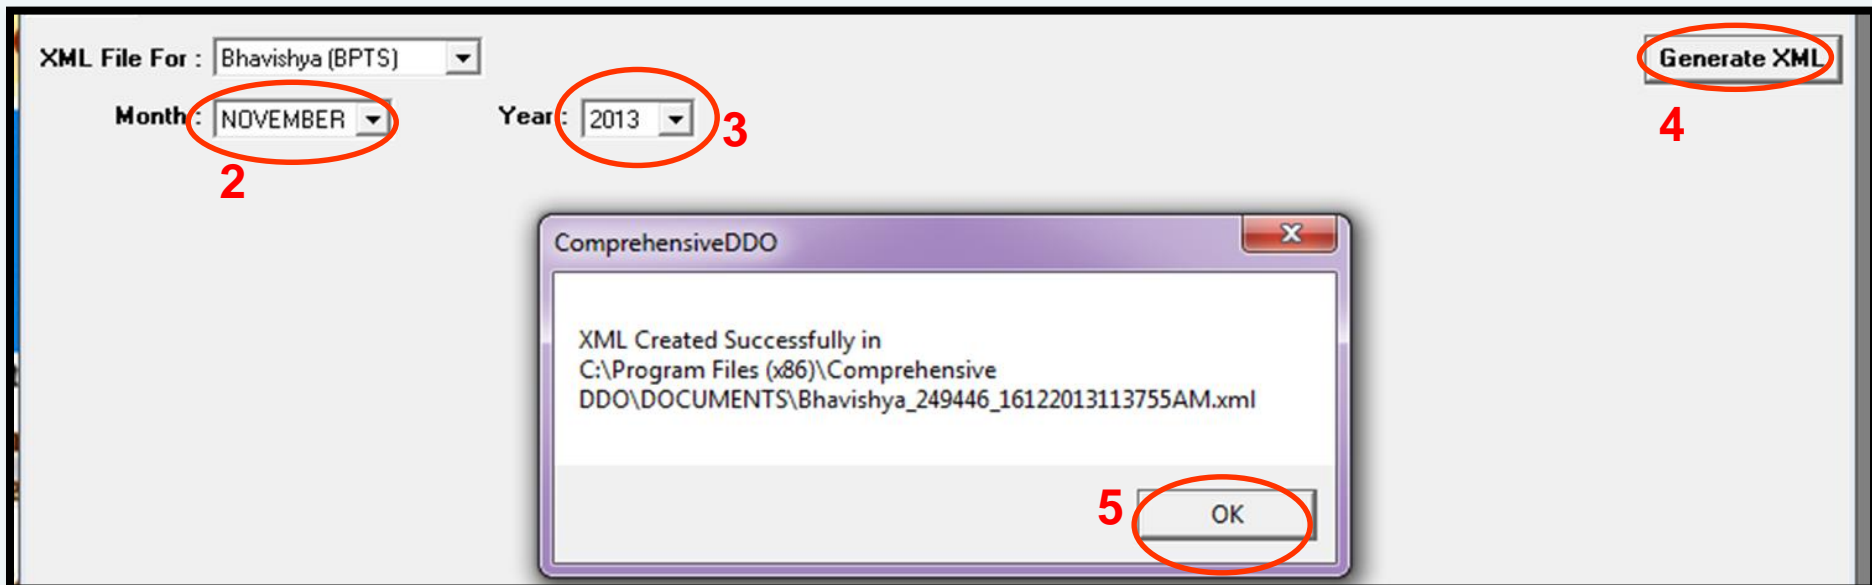 XML File For : Bhavishya (BPTS)
Generate XML
Month : NOVEMBER
Year : 2013
3
4
2
ComprehensiveDDO
XML Created Successfully in
C:\Program Files (x86)\Comprehensive
DDO\DOCUMENTS\Bhavishya_249446_16122013113755AM.xml
5
OK